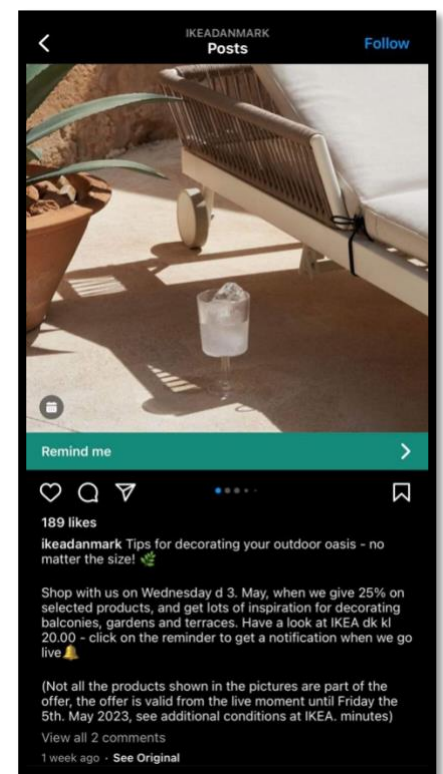 IKEADANMARK
Posts
Follow
Remind me
189 likes
ikeadanmark Tips for decorating your outdoor oasis - no
matter the size! 🌿
Shop with us on Wednesday d 3. May, when we give 25% on
selected products, and get lots of inspiration for decorating
balconies, gardens and terraces. Have a look at IKEA dk kl
20.00 - click on the reminder to get a notification when we go
live🔔
(Not all the products shown in the pictures are part of the
offer, the offer is valid from the live moment until Friday the
5th. May 2023, see additional conditions at IKEA. minutes)
View all 2 comments
1 week ago · See Original